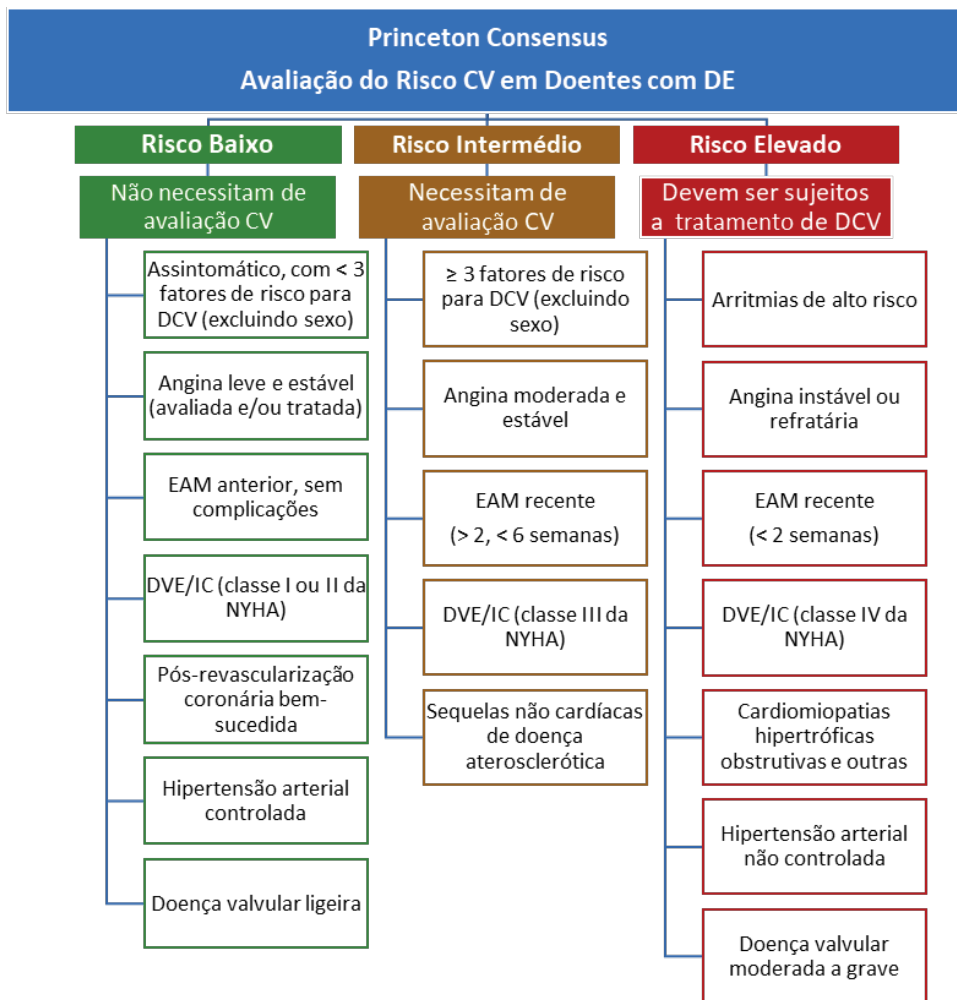 Princeton Consensus
Avaliação do Risco CV em Doentes com DE
Risco Baixo
Não necessitam de
avaliação CV
Assintomático, com < 3
fatores de risco para
DCV (excluindo sexo)
Angina leve e estável
(avaliada e/ou tratada)
EAM anterior, sem
complicações
DVE/IC (classe I ou II da
NYHA)
Pós-revascularização
coronária bem-
sucedida
Hipertensão arterial
controlada
Doença valvular ligeira
Risco Intermédio
Necessitam de
avaliação CV
≥ 3 fatores de risco
para DCV (excluindo
sexo)
Angina moderada e
estável
EAM recente
(> 2, < 6 semanas)
DVE/IC (classe III da
NYHA)
Sequelas não cardíacas
de doença
aterosclerótica
Risco Elevado
Devem ser sujeitos
a tratamento de DCV
Arritmias de alto risco
Angina instável ou
refratária
EAM recente
(< 2 semanas)
DVE/IC (classe IV da
NYHA)
Cardiomiopatias
hipertróficas
obstrutivas e outras
Hipertensão arterial
não controlada
Doença valvular
moderada a grave